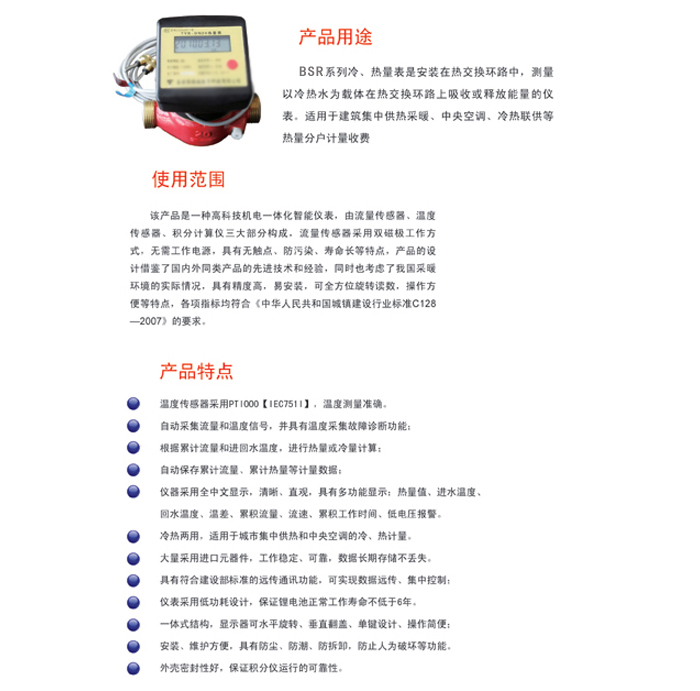 产品用途
BSR系列冷、热量表是安装在热交换环路中，测量
以冷热水为载体在热交换环路上吸收或释放能量的仪
表。适用于建筑集中供热采暖、中央空调、冷热联供等
热量分户计量收费
使用范围
该产品是一种高科技机电一体化智能仪表，由流量传感器、温度
传感器、积分计算仪三大部分构成，流量传感器采用双磁极工作方
式，无需工作电源，具有无触点、防污染、寿命长等特点，产品的设
计借鉴了国内外同类产品的先进技术和经验，同时也考虑了我国采暖
环境的实际情况，具有精度高，易安装，可全方位旋转读数，操作方
便等特点，各项指标均符合《中华人民共和国城镇建设行业标准C128
—2007》的要求。
产品特点
温度传感器采用PT1000【IEC751I】，温度测量准确。
自动采集流量和温度信号，并具有温度采集故障诊断功能；
根据累计流量和进回水温度，进行热量或冷量计算；
自动保存累计流量、累计热量等计量数据；
仪器采用全中文显示，清晰、直观，具有多功能显示：热量值、进水温度、
回水温度、温差、累积流量、流速、累积工作时间、低电压报警。
冷热两用，适用于城市集中供热和中央空调的冷、热计量。
大量采用进口元器件，工作稳定、可靠，数据长期存储不丢失。
具有符合建设部标准的远传通讯功能，可实现数据远传、集中控制；
仪表采用低功耗设计，保证锂电池正常工作寿命不低于6年。
一体式结构，显示器可水平旋转、垂直翻盖、单键设计、操作简便；
安装、维护方便，具有防尘、防潮、防拆卸，防止人为破坏等功能。
外壳密封性好，保证积分仪运行的可靠性。